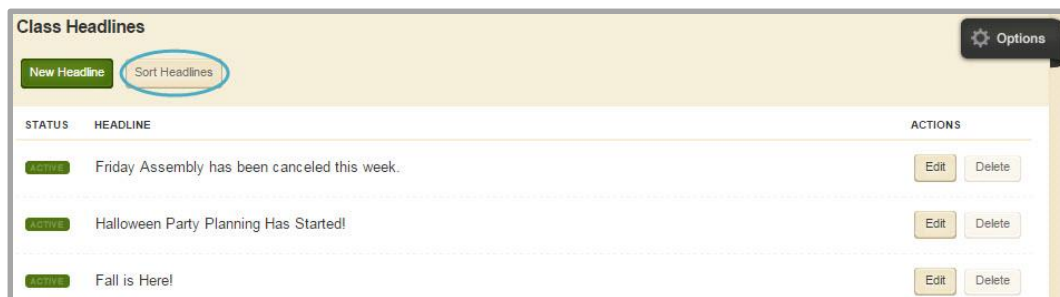 Class Headlines
Options
New Headline Sort Headlines
STATUS HEADLINE ACTIONS
ACTIVE Friday Assembly has been canceled this week. Edit Delete
ACTIVE Halloween Party Planning Has Started! Edit Delete
ACTIVE Fall is Here! Edit Delete